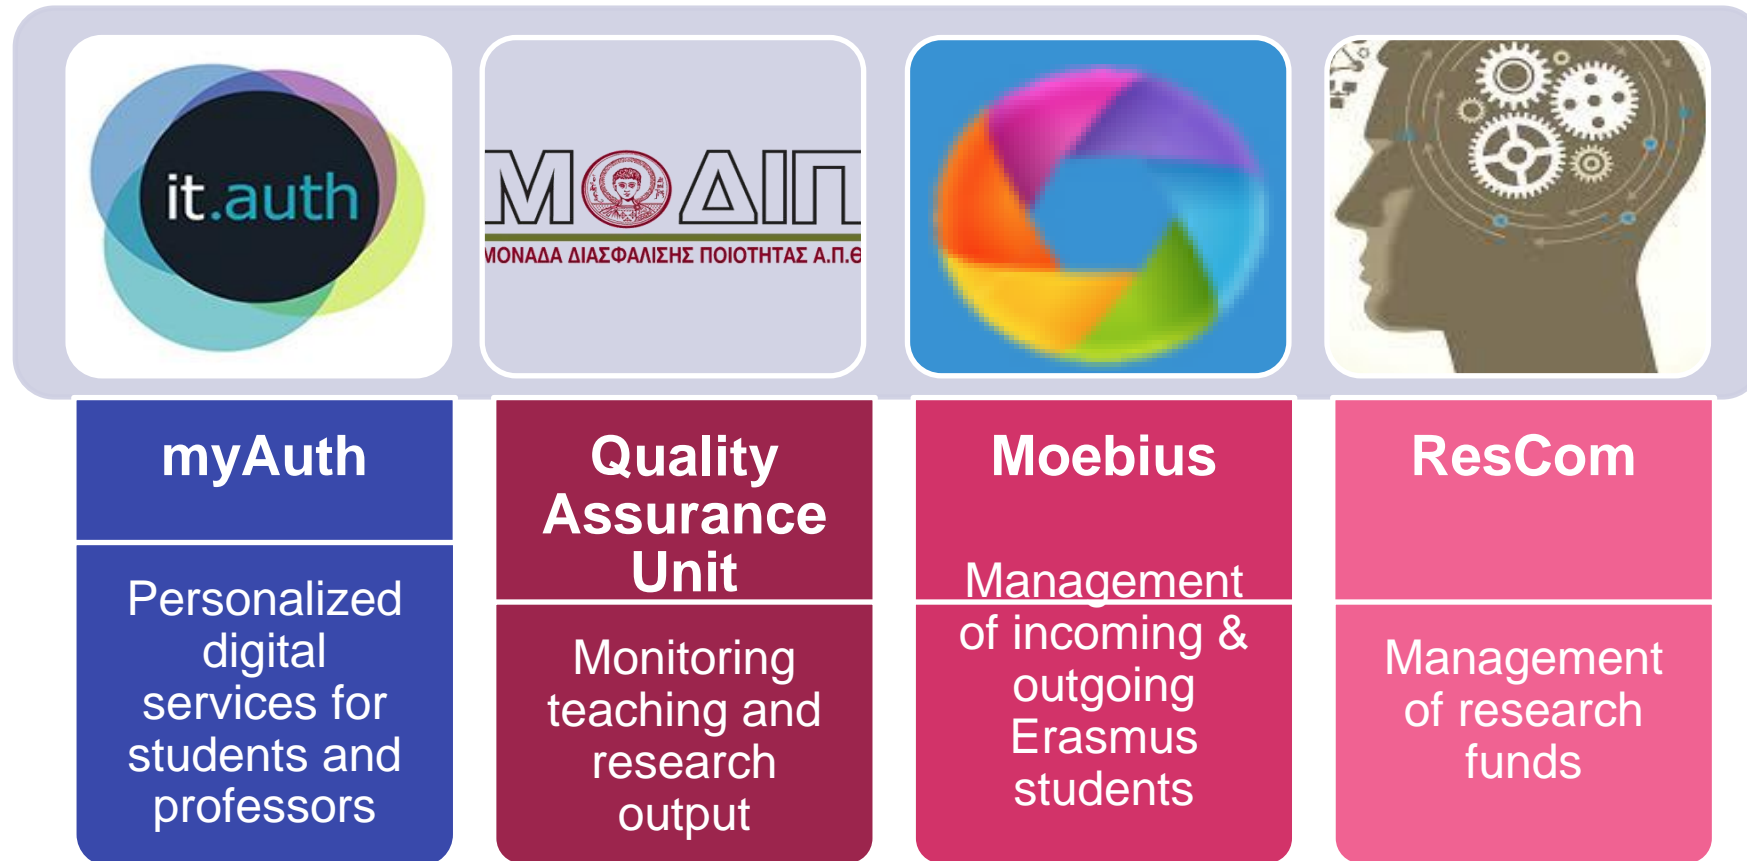 it.auth
ΜΟΔΙΠ
ΜΟΝΑΔΑ ΔΙΑΣΦΑΛΙΣΗΣ ΠΟΙΟΤΗΤΑΣ Α.Π.Θ
myAuth
Personalized
digital
services for
students and
professors
Quality
Assurance
Unit
Monitoring
teaching and
research
output
Moebius
Management
of incoming &
outgoing
Erasmus
students
ResCom
Management
of research
funds